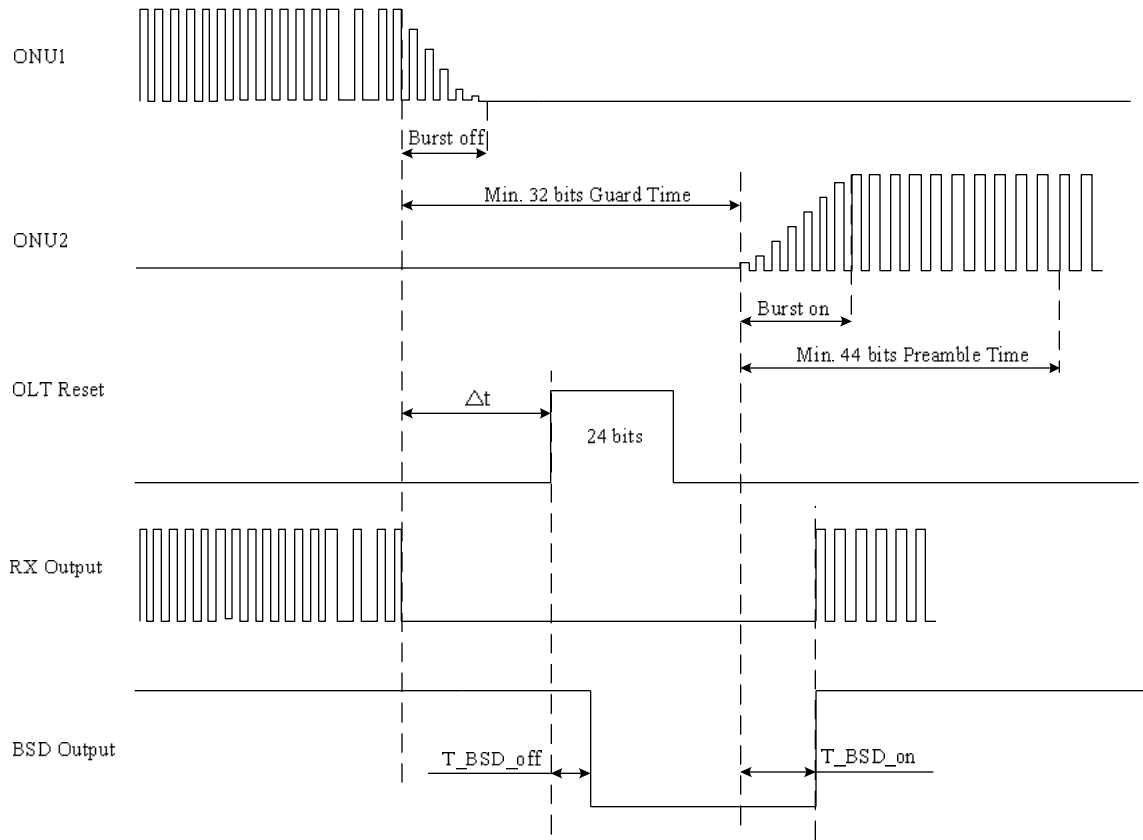 ONU1
Burst off
Min. 32 bits Guard Time
ONU2
Burst on
Min. 44 bits Preamble Time
OLT Reset
△t
24 bits
RX Output
BSD Output
T_BSD_off
T_BSD_on